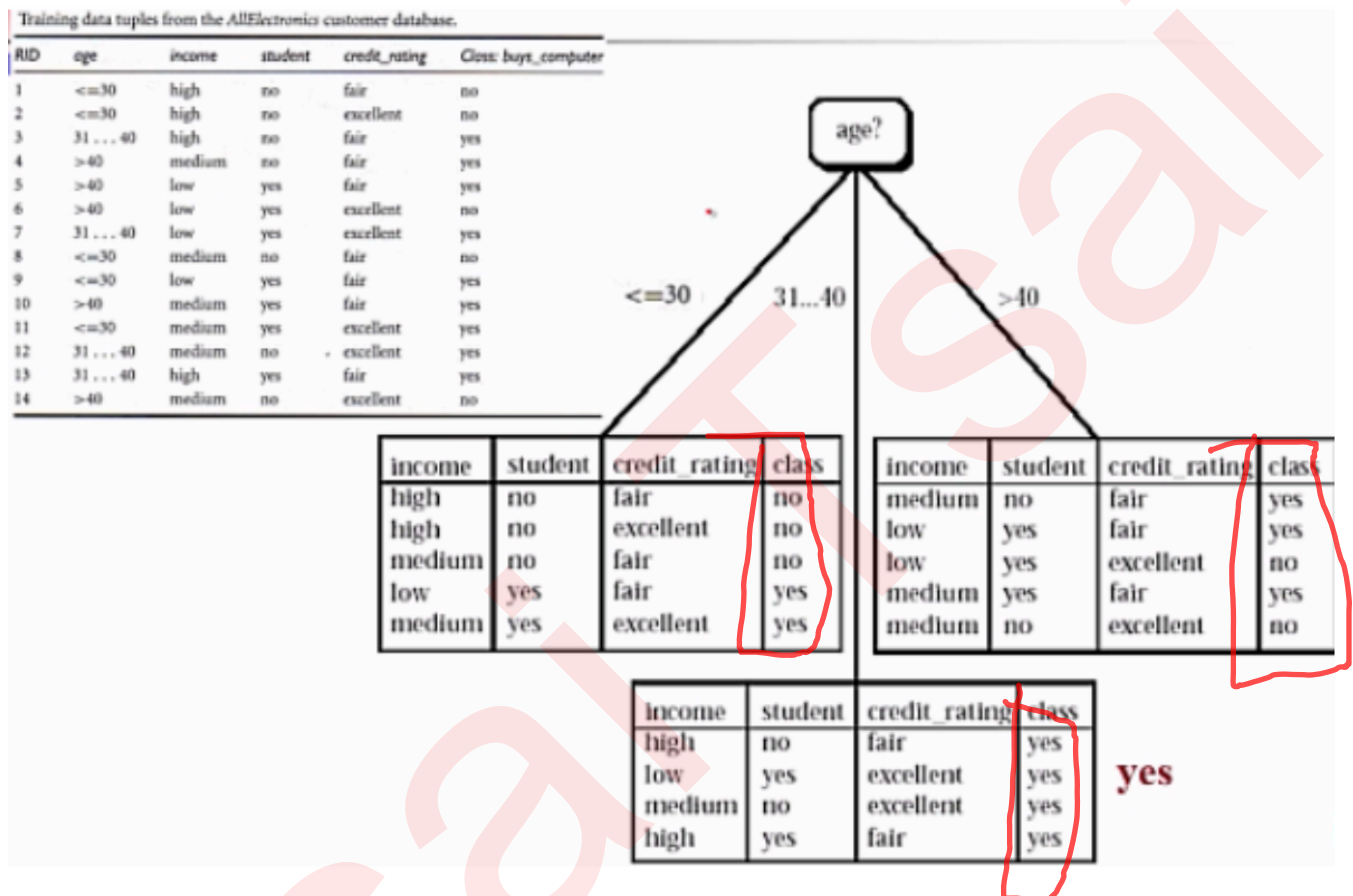 Training data tuples from the AllElectronics customer database.
RID age income student credit_rating Class: buys_computer
1 <=30 high no fair no
2 <=30 high no excellent no
3 31...40 high no fair yes
4 >40 medium no fair yes
5 >40 low yes fair yes
6 >40 low yes excellent no
7 31...40 low yes excellent yes
8 <=30 medium no fair no
9 <=30 low yes fair yes
10 >40 medium yes fair yes
11 <=30 medium yes excellent yes
12 31...40 medium no excellent yes
13 31...40 high yes fair yes
14 >40 medium no excellent no
age?
<=30 31...40 >40
income student credit_rating class
high no fair no
high no excellent no
medium no fair no
low yes fair yes
medium yes excellent yes
income student credit_rating class
medium no fair yes
low yes fair yes
low yes excellent no
medium yes fair yes
medium no excellent no
income student credit_rating class
high no fair yes
low yes excellent yes
medium no excellent yes
high yes fair yes
yes